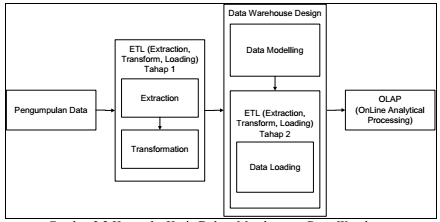 Data Warehouse Design
ETL (Extraction,
Transform, Loading)
Tahap 1
Data Modelling
Extraction
Pengumpulan Data
ETL (Extraction,
Transform, Loading)
Tahap 2
OLAP
(OnLine Analytical
Processing)
Transformation
Data Loading